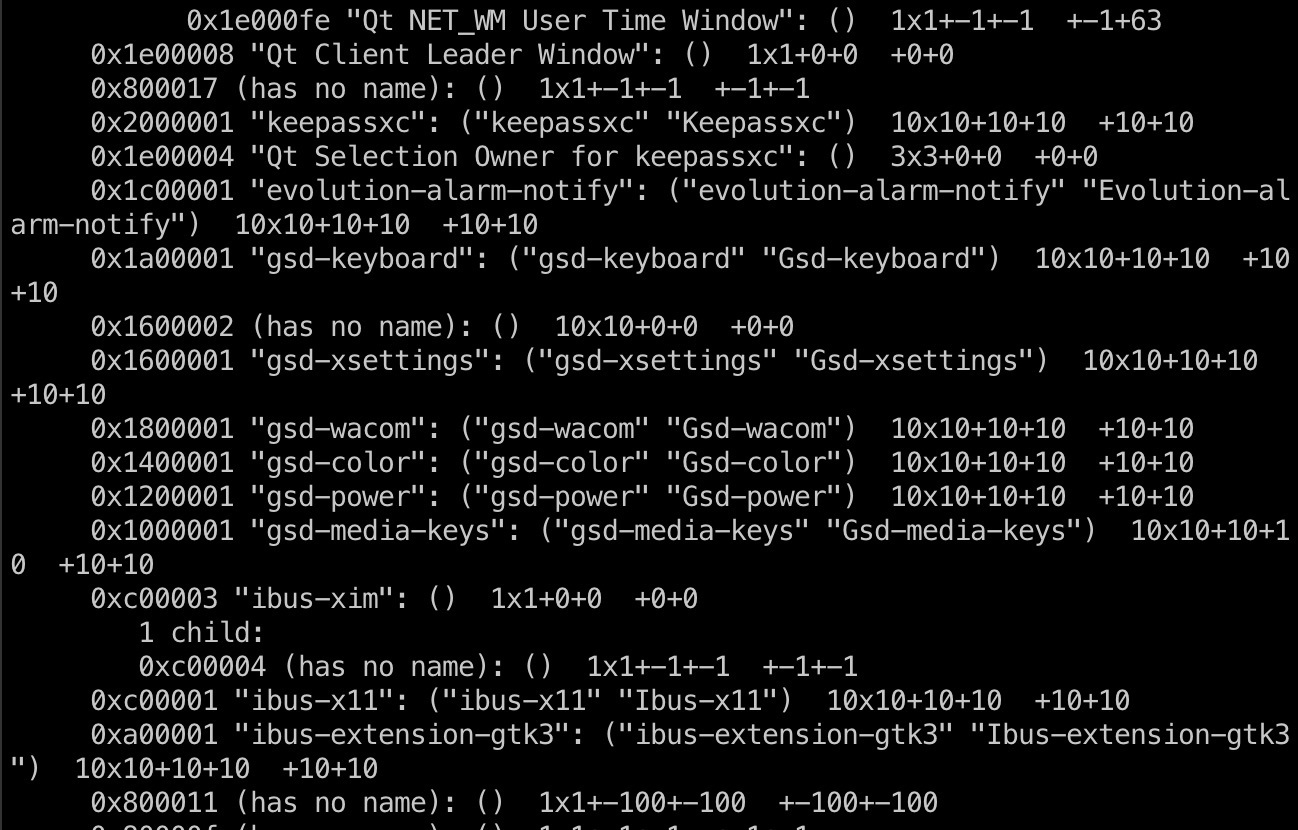 0x1e000fe "Qt NET_WM User Time Window": ()  1x1+-1+-1  +-1+63
0x1e00008 "Qt Client Leader Window": ()  1x1+0+0  +0+0
0x800017 (has no name): ()  1x1+-1+-1  +-1+-1
0x2000001 "keepassxc": ("keepassxc" "Keepassxc")  10x10+10+10  +10+10
0x1e00004 "Qt Selection Owner for keepassxc": ()  3x3+0+0  +0+0
0x1c00001 "evolution-alarm-notify": ("evolution-alarm-notify" "Evolution-al
arm-notify")  10x10+10+10  +10+10
0x1a00001 "gsd-keyboard": ("gsd-keyboard" "Gsd-keyboard")  10x10+10+10  +10
+10
0x1600002 (has no name): ()  10x10+0+0  +0+0
0x1600001 "gsd-xsettings": ("gsd-xsettings" "Gsd-xsettings")  10x10+10+10
+10+10
0x1800001 "gsd-wacom": ("gsd-wacom" "Gsd-wacom")  10x10+10+10  +10+10
0x1400001 "gsd-color": ("gsd-color" "Gsd-color")  10x10+10+10  +10+10
0x1200001 "gsd-power": ("gsd-power" "Gsd-power")  10x10+10+10  +10+10
0x1000001 "gsd-media-keys": ("gsd-media-keys" "Gsd-media-keys")  10x10+10+1
0  +10+10
0xc00003 "ibus-xim": ()  1x1+0+0  +0+0
1 child:
0xc00004 (has no name): ()  1x1+-1+-1  +-1+-1
0xc00001 "ibus-x11": ("ibus-x11" "Ibus-x11")  10x10+10+10  +10+10
0xa00001 "ibus-extension-gtk3": ("ibus-extension-gtk3" "Ibus-extension-gtk3
")  10x10+10+10  +10+10
0x800011 (has no name): ()  1x1+-100+-100  +-100+-100